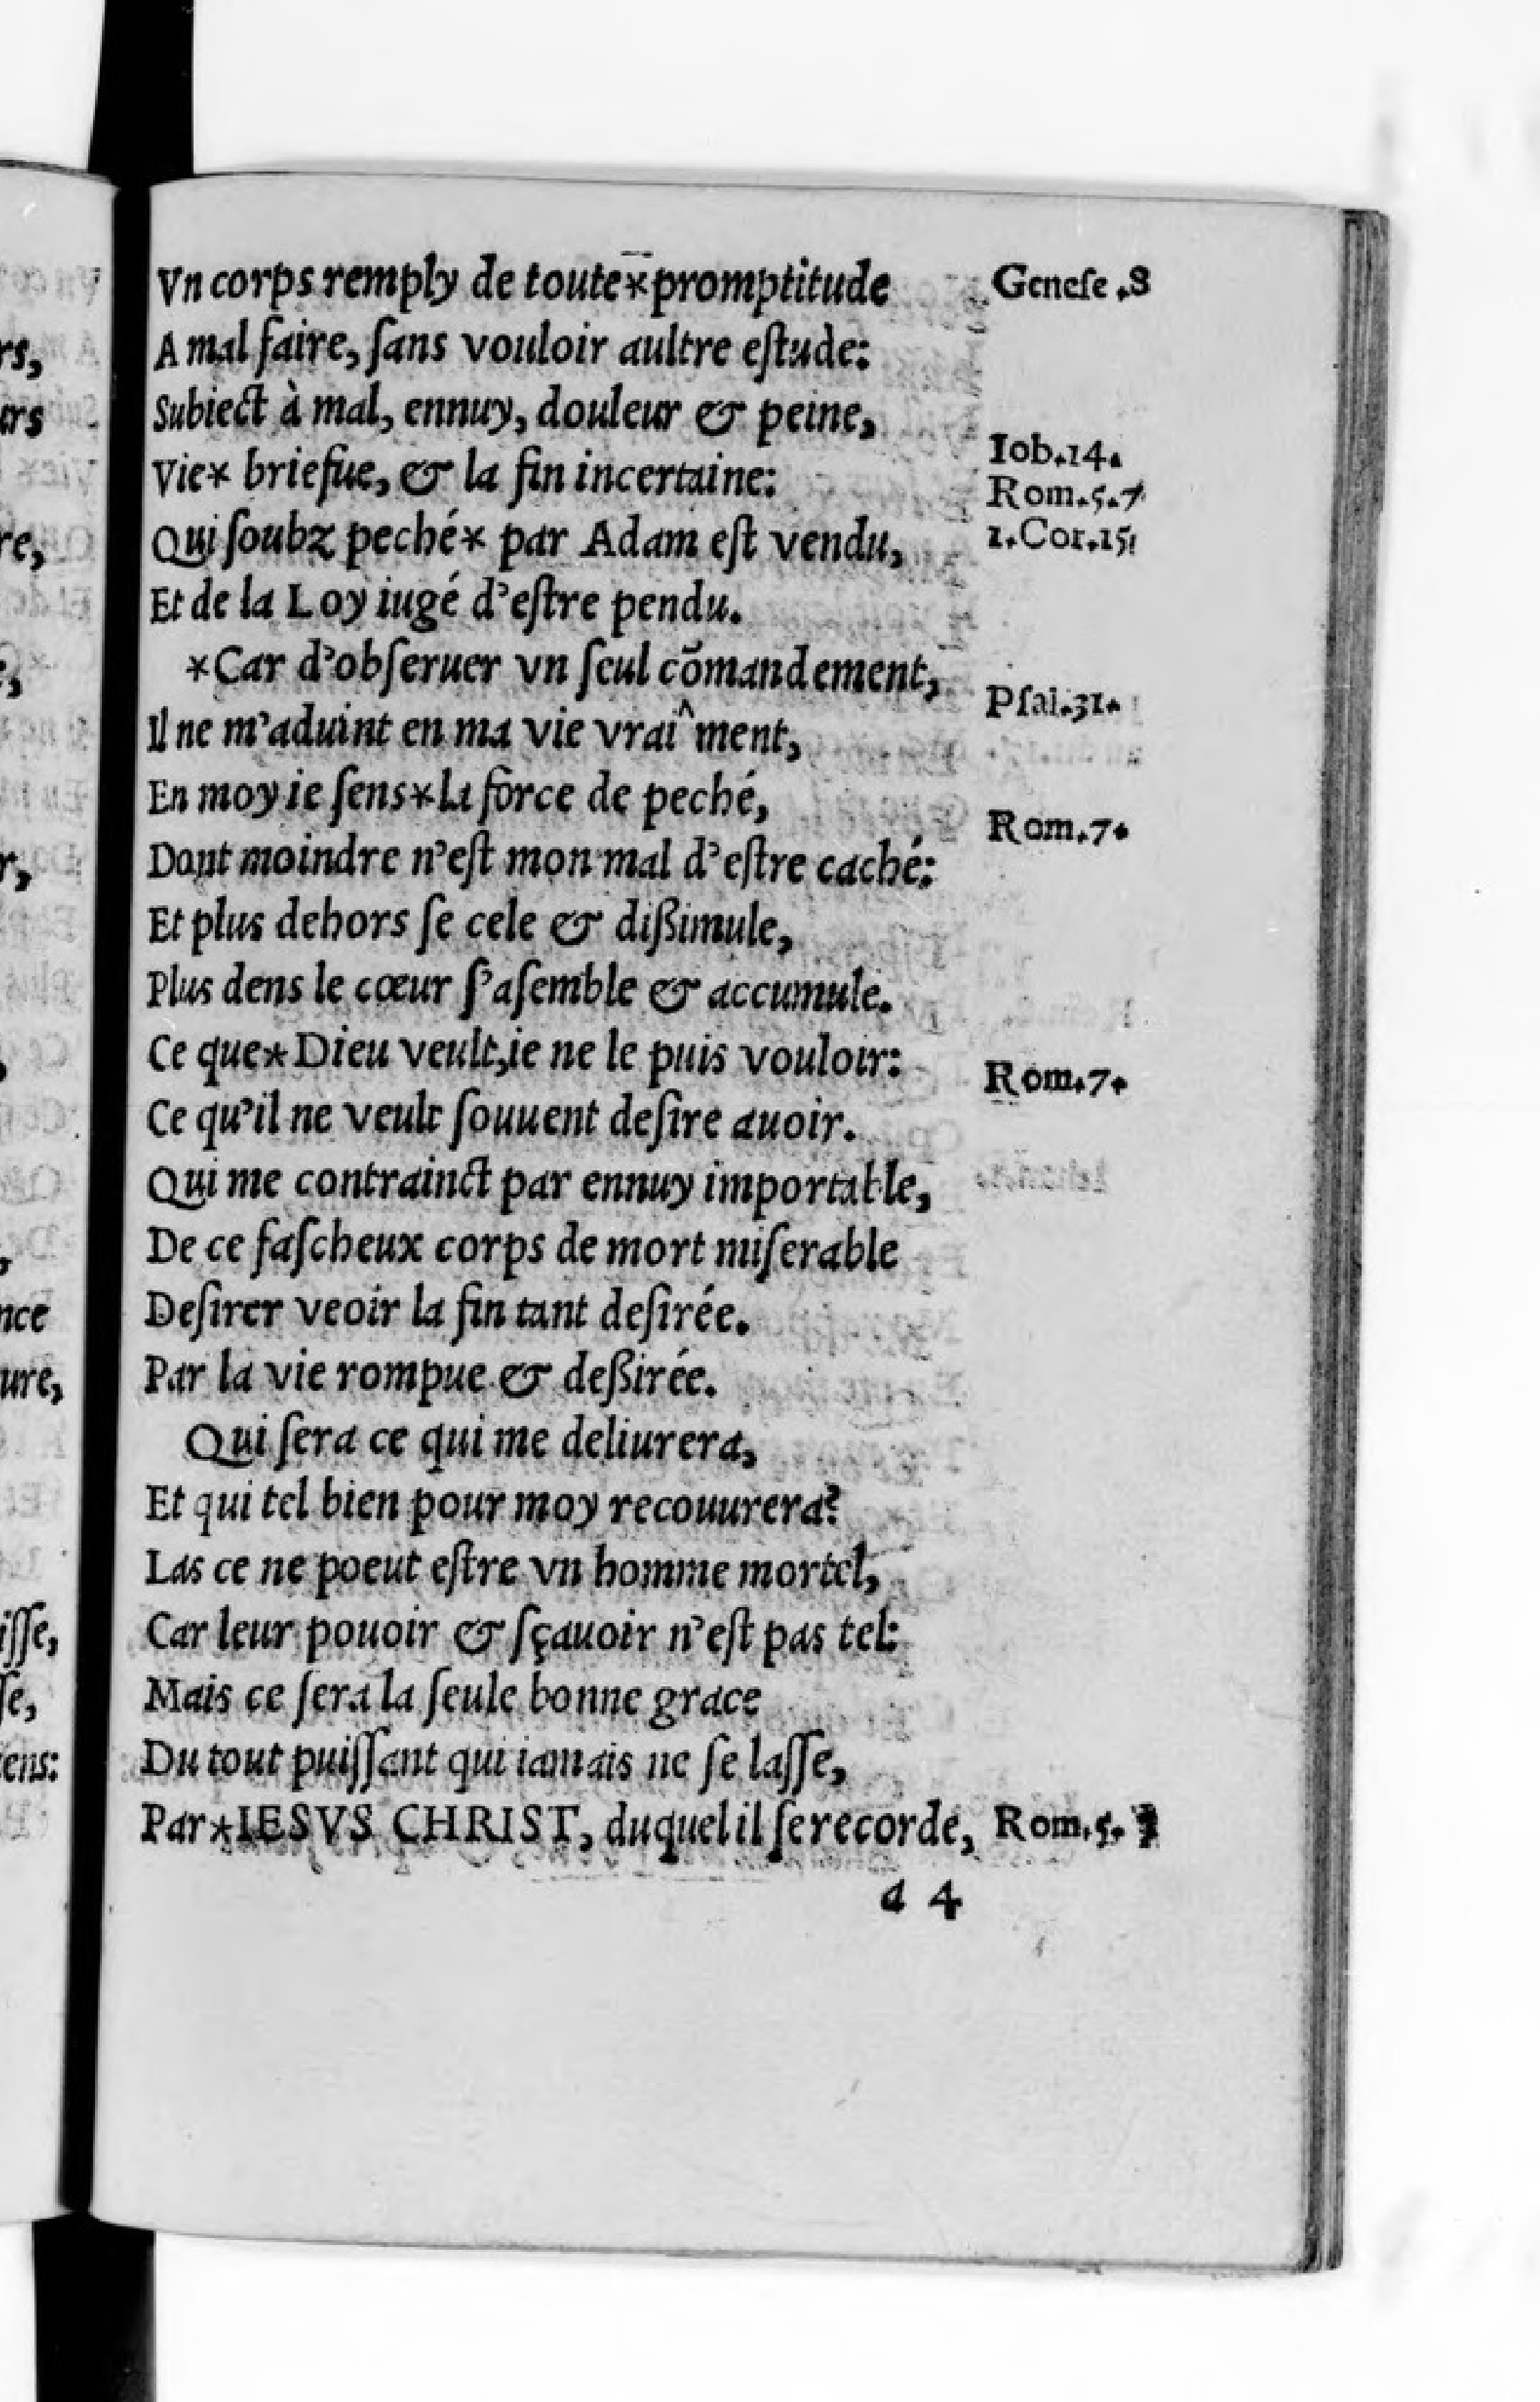 Vn corps remply de toute*promptitude Genese .8
A mal faire, ſans vouloir aultre eſtude:
Subiect à mal, ennuy, douleur & peine,
Iob.14.
Vie* briefue, & la fin incertaine:
Rom.5.7
Qui ſoubz peché* par Adam eſt vendu, 1.Cor.15.
Et de la Loy iugé d'eſtre pendu.
*Car d'obſeruer vn ſeul cõmandement,
Pſal.31.
Il ne m'aduint en ma vie vrai^ment,
En moy ie ſens*la force de peché,
Rom.7.
Dont moindre n'eſt mon mal d'eſtre caché:
Et plus dehors ſe cele & dißimule,
Plus dens le cœur ſ'aſemble & accumule.
Ce que*Dieu veult,ie ne le puis vouloir:
Rom.7.
Ce qu'il ne veult ſouuent deſire auoir.
Qui me contrainct par ennuy importable,
De ce faſcheux corps de mort miſerable
Deſirer veoir la fin tant deſirée.
Par la vie rompue & deßirée.
Qui ſera ce qui me deliurera,
Et qui tel bien pour moy recouurera?
Las ce ne poeut eſtre vn homme mortel,
Car leur pouoir & ſçauoir n'eſt pas tel:
Mais ce ſera la ſeule bonne grace
Du tout puiſſant qui iamais ne ſe laſſe,
Par*IESVS CHRIST, duquel il ſe recorde, Rom.5.
a 4